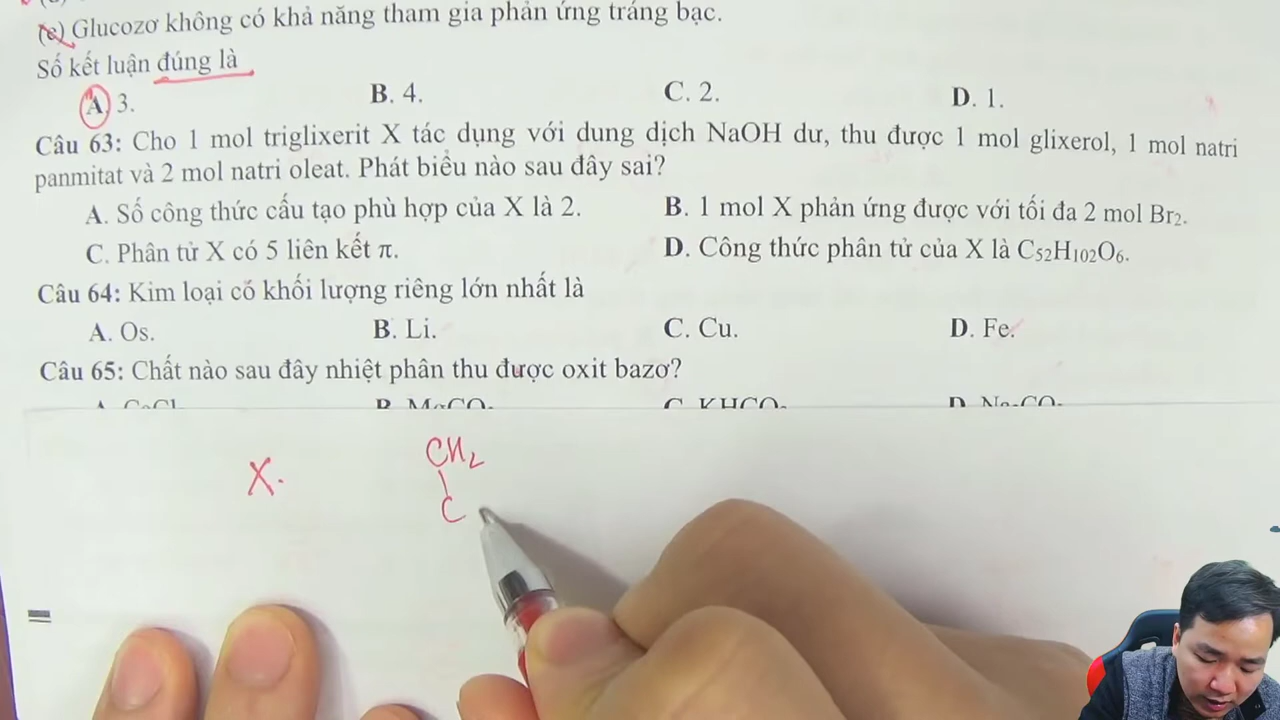 (e) Glucozơ không có khả năng tham gia phản ứng tráng bạc.
Số kết luận đúng là
A. 3. B. 4. C. 2. D. 1.
Câu 63: Cho 1 mol triglixerit X tác dụng với dung dịch NaOH dư, thu được 1 mol glixerol, 1 mol natri
panmitat và 2 mol natri oleat. Phát biểu nào sau đây sai?
A. Số công thức cấu tạo phù hợp của X là 2. B. 1 mol X phản ứng được với tối đa 2 mol Br₂.
C. Phân tử X có 5 liên kết π. D. Công thức phân tử của X là C₅₂H₁₀₂O₆.
Câu 64: Kim loại có khối lượng riêng lớn nhất là
A. Os. B. Li. C. Cu. D. Fe.
Câu 65: Chất nào sau đây nhiệt phân thu được oxit bazơ?
X. CH₂
C